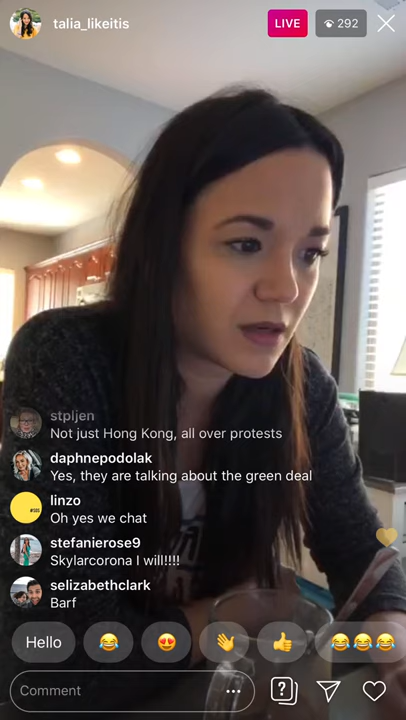 talia_likeitis
LIVE
292
stpljen
Not just Hong Kong, all over protests
daphnepodolak
Yes, they are talking about the green deal
linzo
Oh yes we chat
stefanierose9
Skylarcorona I will!!!!
selizabethclark
Barf
Hello
Comment